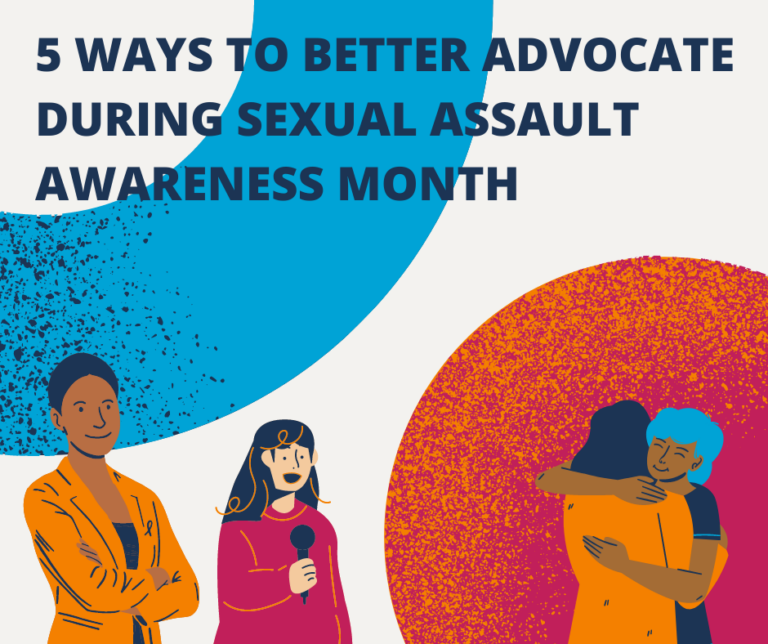 5 WAYS TO BETTER ADVOCATE
DURING SEXUAL ASSAULT
AWARENESS MONTH